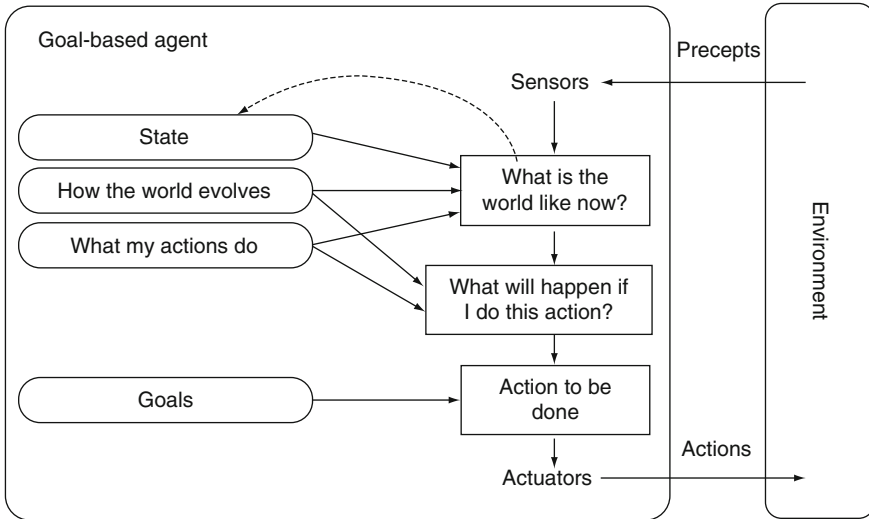 Goal-based agent
Precepts
Sensors
State
What is the
world like now?
How the world evolves
What my actions do
What will happen if
I do this action?
Environment
Goals
Action to be
done
Actions
Actuators